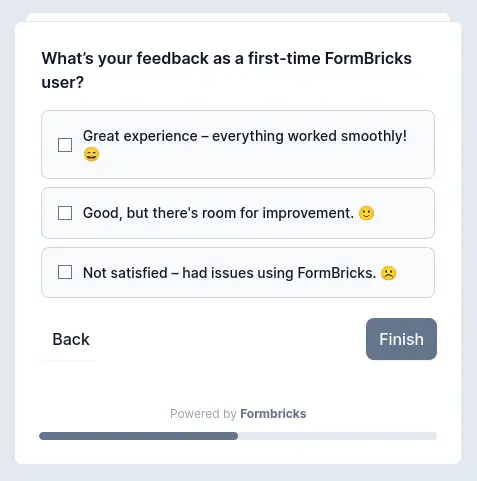 What’s your feedback as a first-time FormBricks
user?
Great experience – everything worked smoothly!
😄
Good, but there's room for improvement. 🙂
Not satisfied – had issues using FormBricks. ☹️
Back
Finish
Powered by Formbricks